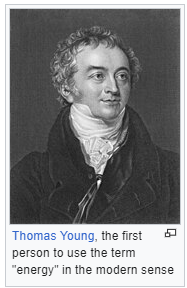 Thomas Young, the first
person to use the term
"energy" in the modern sense